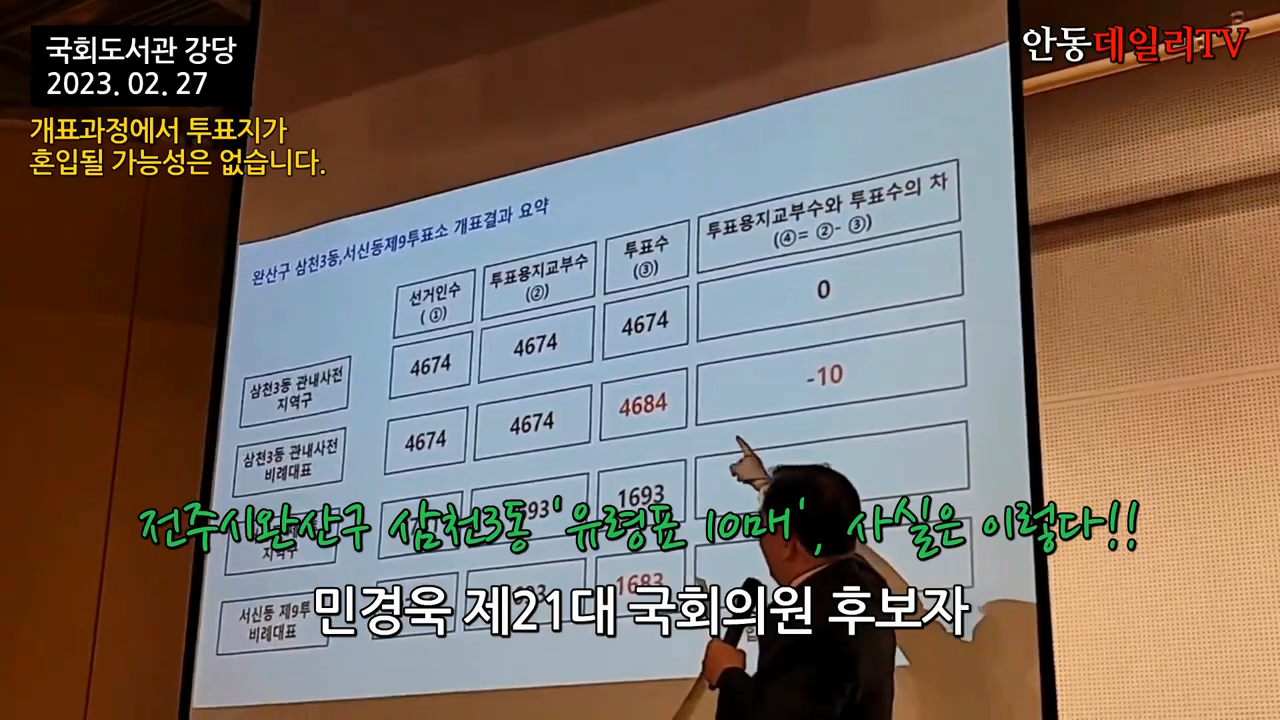 국회도서관 강당
2023. 02. 27
안동데일리TV
개표과정에서 투표지가
혼입될 가능성은 없습니다.
완산구 삼천3동,서신동제9투표소 개표결과 요약
선거인수
( ①)
투표용지교부수
(②)
투표수
(③)
투표용지교부수와 투표수의 차
(④= ②- ③)
삼천3동 관내사전
지역구
4674
4674
4674
0
삼천3동 관내사전
비례대표
4674
4674
4684
-10
지역구
1693
서신동 제9투
비례대표
1683
전주시완산구 삼천3동 '유령표 10매', 사실은 이렇다!!
민경욱 제21대 국회의원 후보자